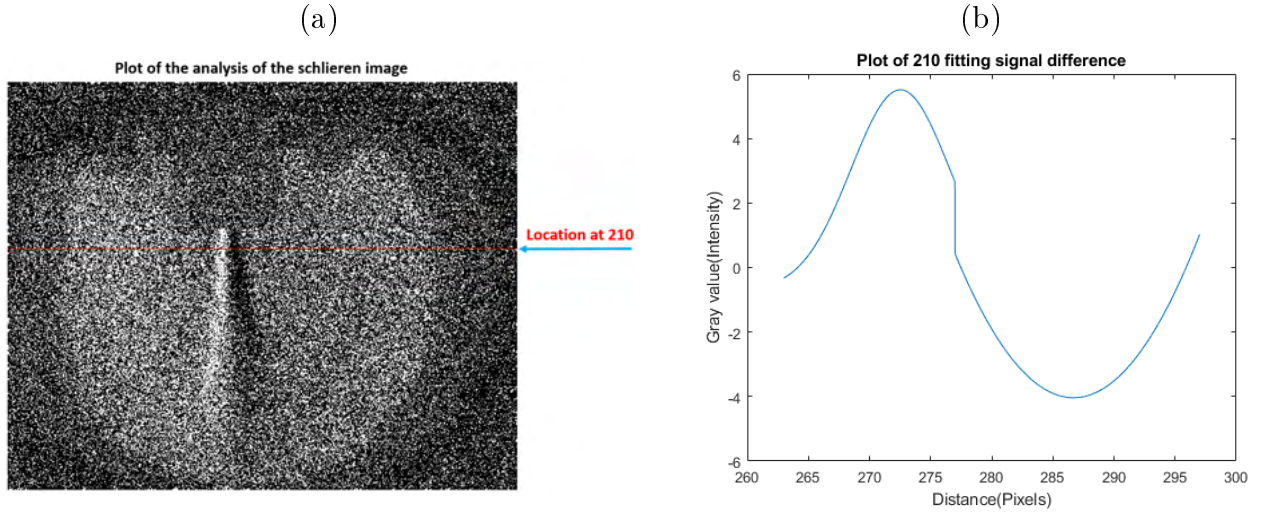 (a)
Plot of the analysis of the schlieren image
Location at 210
(b)
Plot of 210 fitting signal difference
6
4
2
0
-2
-4
-6
Gray value(Intensity)
260 265 270 275 280 285 290 295 300
Distance(Pixels)